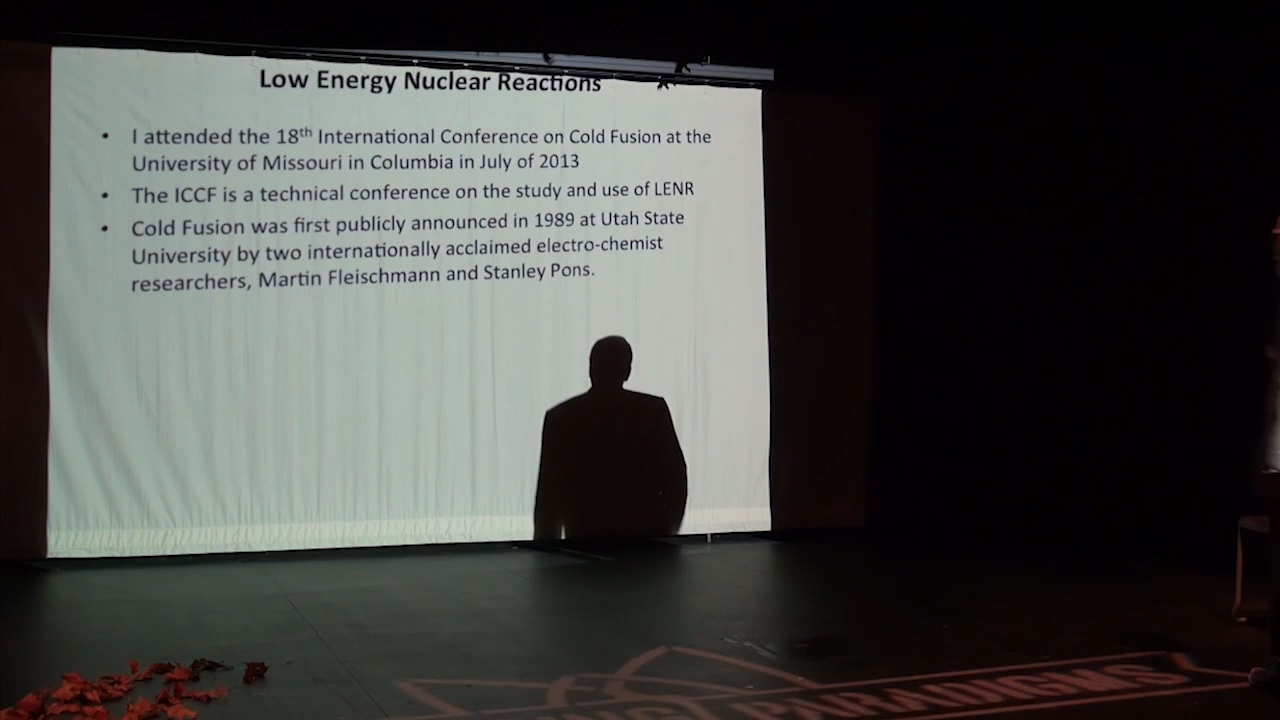 Low Energy Nuclear Reactions
• I attended the 18th International Conference on Cold Fusion at the
University of Missouri in Columbia in July of 2013
• The ICCF is a technical conference on the study and use of LENR
• Cold Fusion was first publicly announced in 1989 at Utah State
University by two internationally acclaimed electro-chemist
researchers, Martin Fleischmann and Stanley Pons.
PARADIGMS